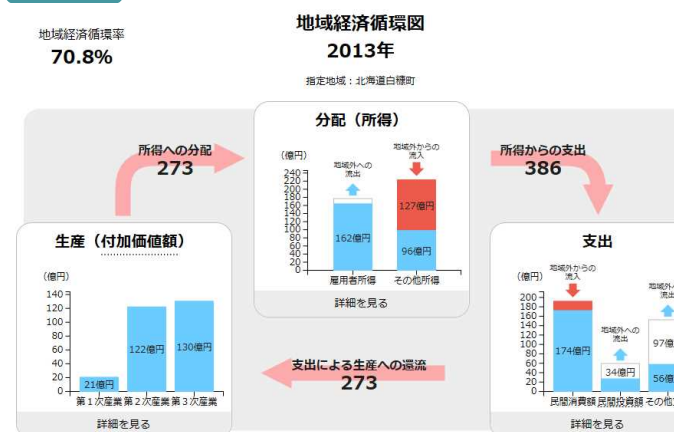 地域経済循環率
70.8%
地域経済循環図
2013年
指定地域：北海道白糠町
分配（所得）
（億円）
地域外への
流出
地域外からの
流入
240
220
200
180
160
140
120
100
80
60
40
20
0
162億円
127億円
96億円
雇用者所得
その他所得
詳細を見る
所得への分配
273
所得からの支出
386
生産（付加価値額）
（億円）
140
120
100
80
60
40
20
0
21億円
122億円
130億円
第１次産業
第２次産業
第３次産業
詳細を見る
支出による生産への還流
273
支出
（億円）
地域外からの
流入
地域外への
流出
地域外へ
流出
200
180
160
140
120
100
80
60
40
20
0
174億円
34億円
97億
56億
民間消費額
民間投資額
その他
詳細を見る